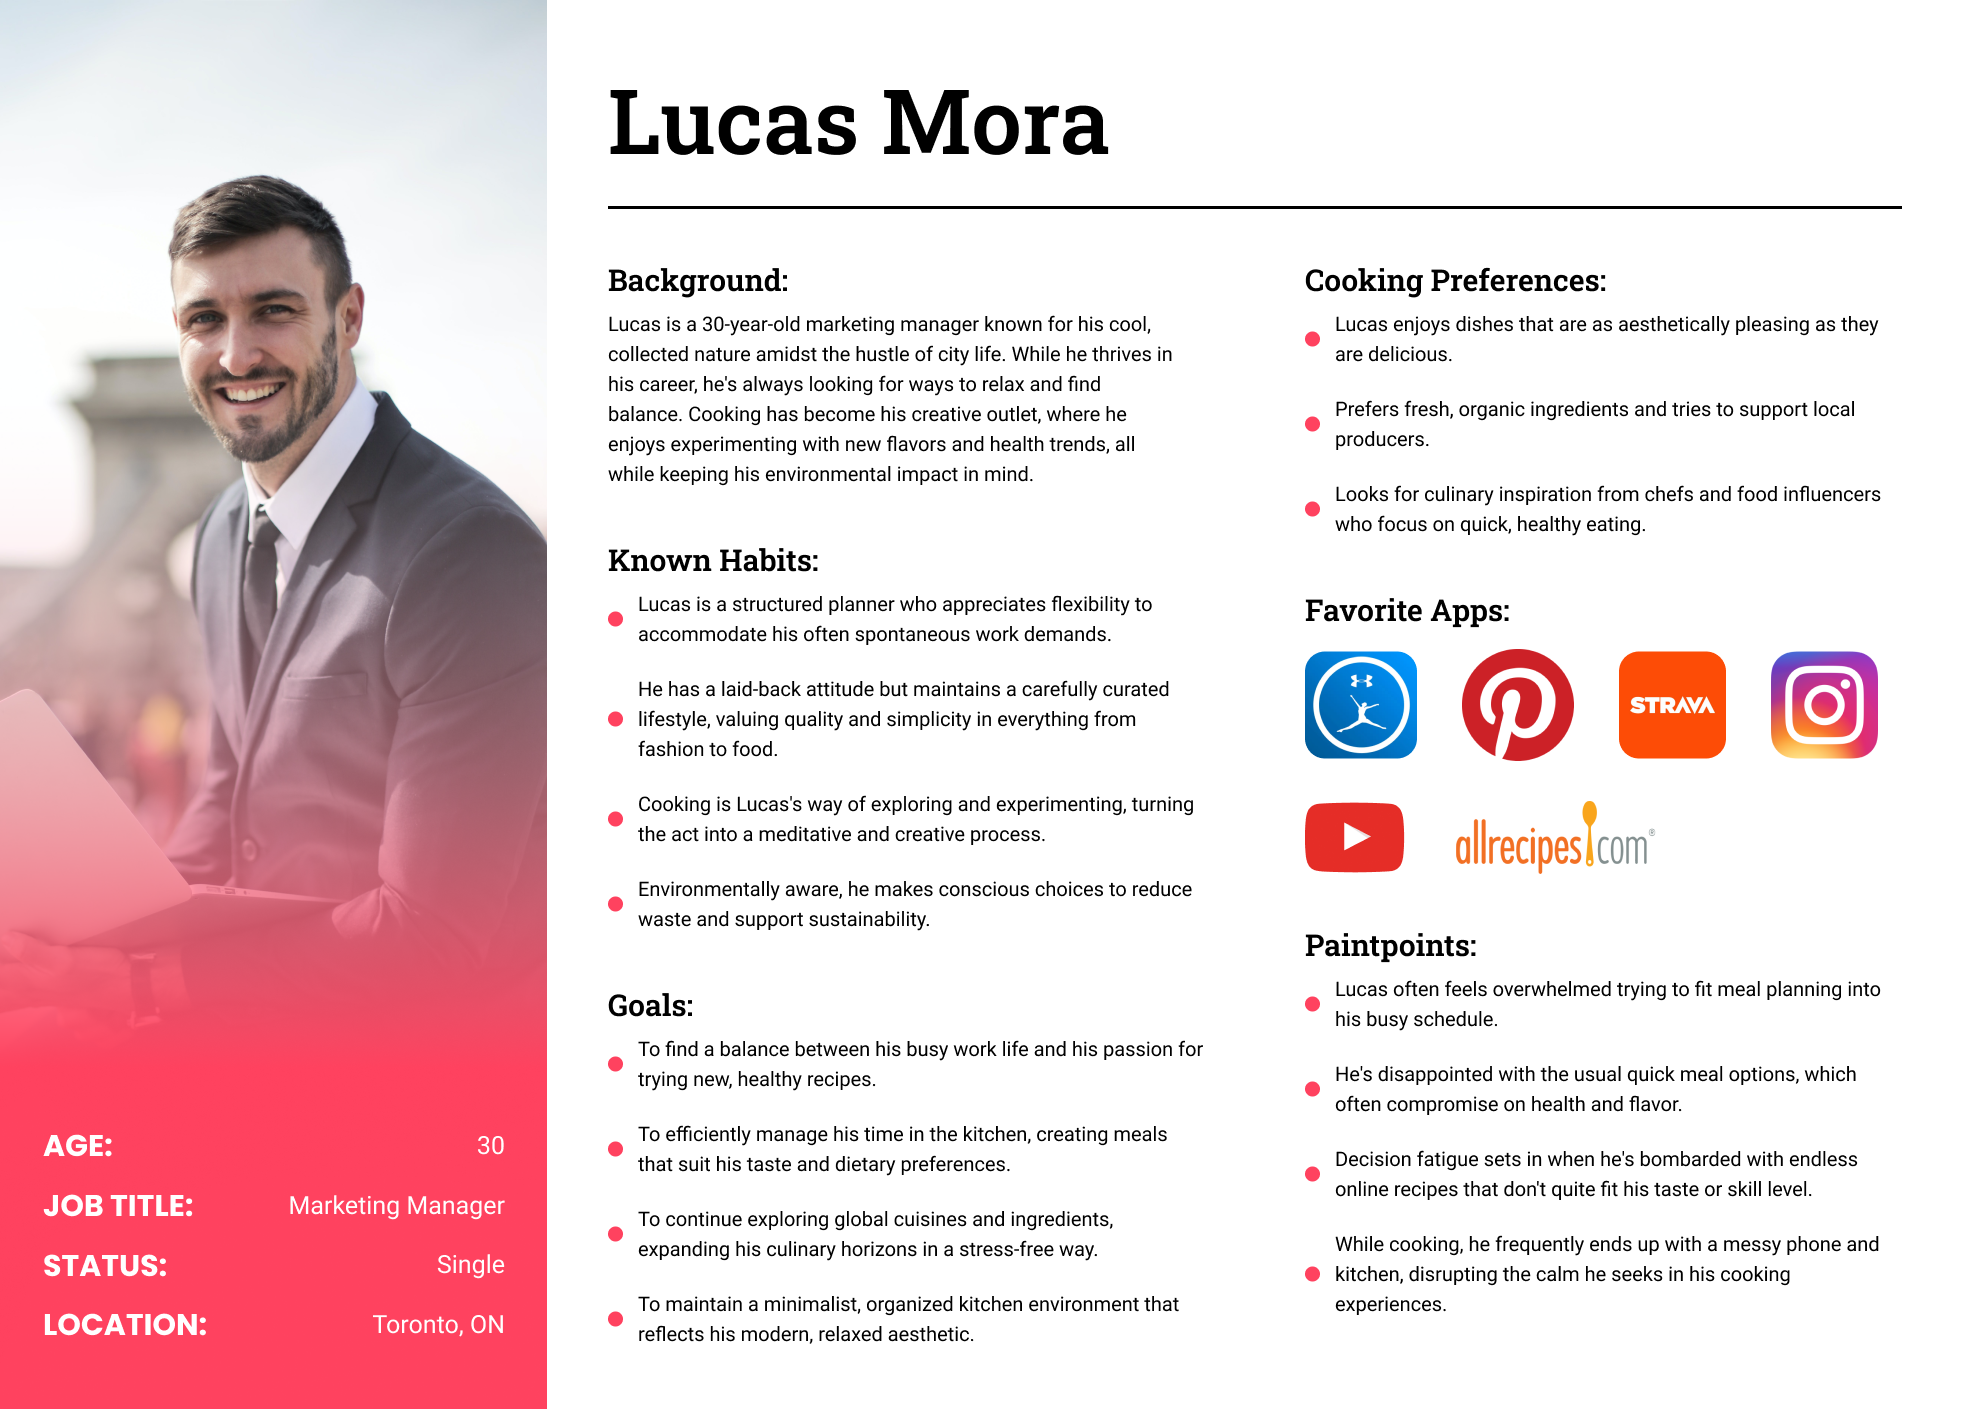 Lucas Mora
Background:
Lucas is a 30-year-old marketing manager known for his cool,
collected nature amidst the hustle of city life. While he thrives in
his career, he's always looking for ways to relax and find
balance. Cooking has become his creative outlet, where he
enjoys experimenting with new flavors and health trends, all
while keeping his environmental impact in mind.
Known Habits:
Lucas is a structured planner who appreciates flexibility to
accommodate his often spontaneous work demands.
He has a laid-back attitude but maintains a carefully curated
lifestyle, valuing quality and simplicity in everything from
fashion to food.
Cooking is Lucas's way of exploring and experimenting, turning
the act into a meditative and creative process.
Environmentally aware, he makes conscious choices to reduce
waste and support sustainability.
Goals:
To find a balance between his busy work life and his passion for
trying new, healthy recipes.
To efficiently manage his time in the kitchen, creating meals
that suit his taste and dietary preferences.
To continue exploring global cuisines and ingredients,
expanding his culinary horizons in a stress-free way.
To maintain a minimalist, organized kitchen environment that
reflects his modern, relaxed aesthetic.
Cooking Preferences:
Lucas enjoys dishes that are as aesthetically pleasing as they
are delicious.
Prefers fresh, organic ingredients and tries to support local
producers.
Looks for culinary inspiration from chefs and food influencers
who focus on quick, healthy eating.
Favorite Apps:
STRAVA
allrecipes com®
Paintpoints:
Lucas often feels overwhelmed trying to fit meal planning into
his busy schedule.
He's disappointed with the usual quick meal options, which
often compromise on health and flavor.
Decision fatigue sets in when he's bombarded with endless
online recipes that don't quite fit his taste or skill level.
While cooking, he frequently ends up with a messy phone and
kitchen, disrupting the calm he seeks in his cooking
experiences.
AGE: 30
JOB TITLE: Marketing Manager
STATUS: Single
LOCATION: Toronto, ON